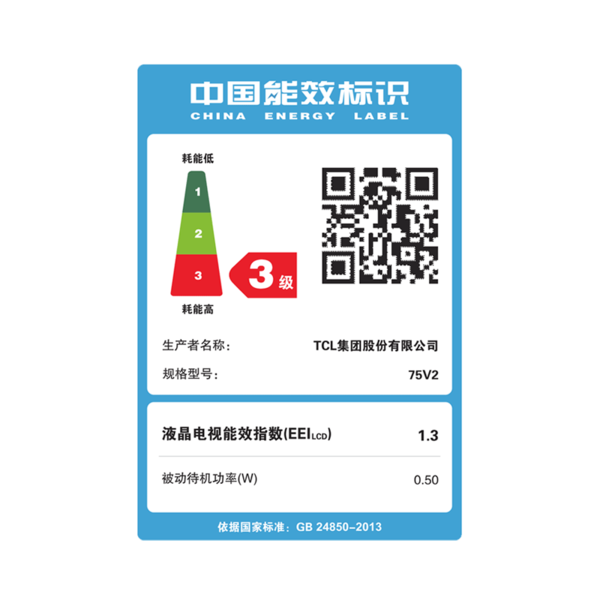 中国能效标识
CHINA ENERGY LABEL
耗能低
1
2
3
3级
耗能高
生产者名称： TCL集团股份有限公司
规格型号： 75V2
液晶电视能效指数(EEILCD) 1.3
被动待机功率(W) 0.50
依据国家标准：GB 24850-2013